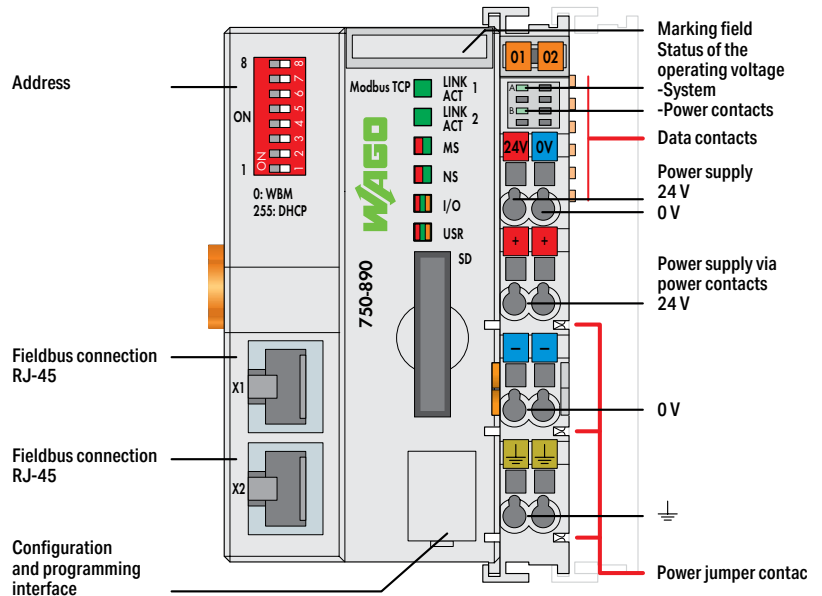 Address
8
ON
1
8
7
6
5
4
3
2
1
ON
0: WBM
255: DHCP
Fieldbus connection
RJ-45
X1
Fieldbus connection
RJ-45
X2
Configuration
and programming
interface
Modbus TCP
LINK 1
ACT
LINK 2
ACT
MS
NS
I/O
USR
SD
WAGO
750-890
01 02
A
B
24V 0V
+ +
− −
Marking field
Status of the
operating voltage
-System
-Power contacts
Data contacts
Power supply
24 V
0 V
Power supply via
power contacts
24 V
0 V
Power jumper contac